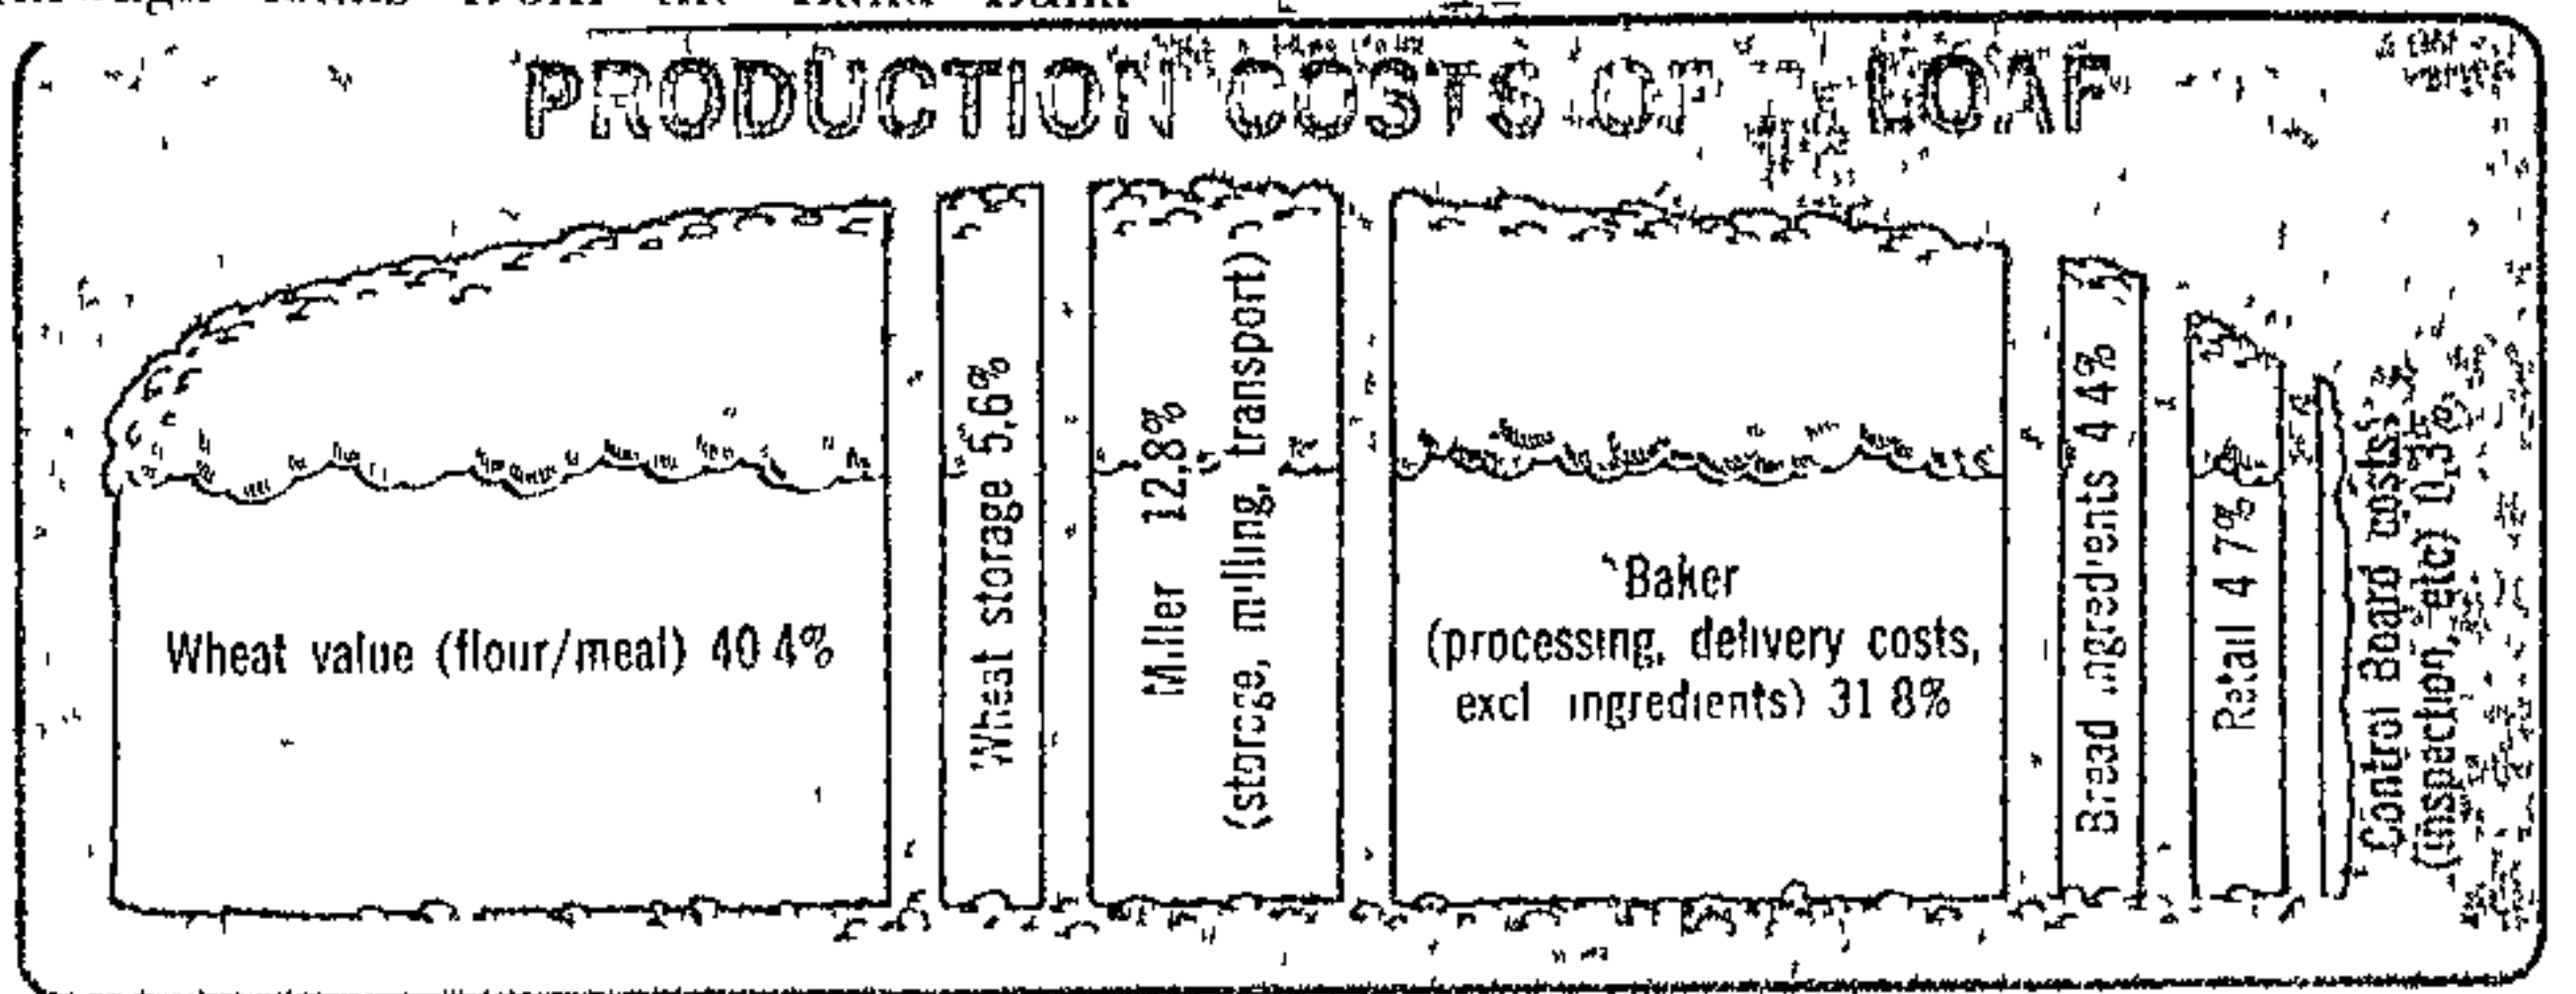 PRODUCTION COSTS OF LOAF
Wheat value (flour/meal) 40 4%
Wheat storage 5,6%
Miller 12,8%
(storage, milling, transport)
Baker
(processing, delivery costs,
excl ingredients) 31 8%
Bread ingredients 4 4%
Retail 4 7%
Control Board costs
(inspection, etc) 0,3%